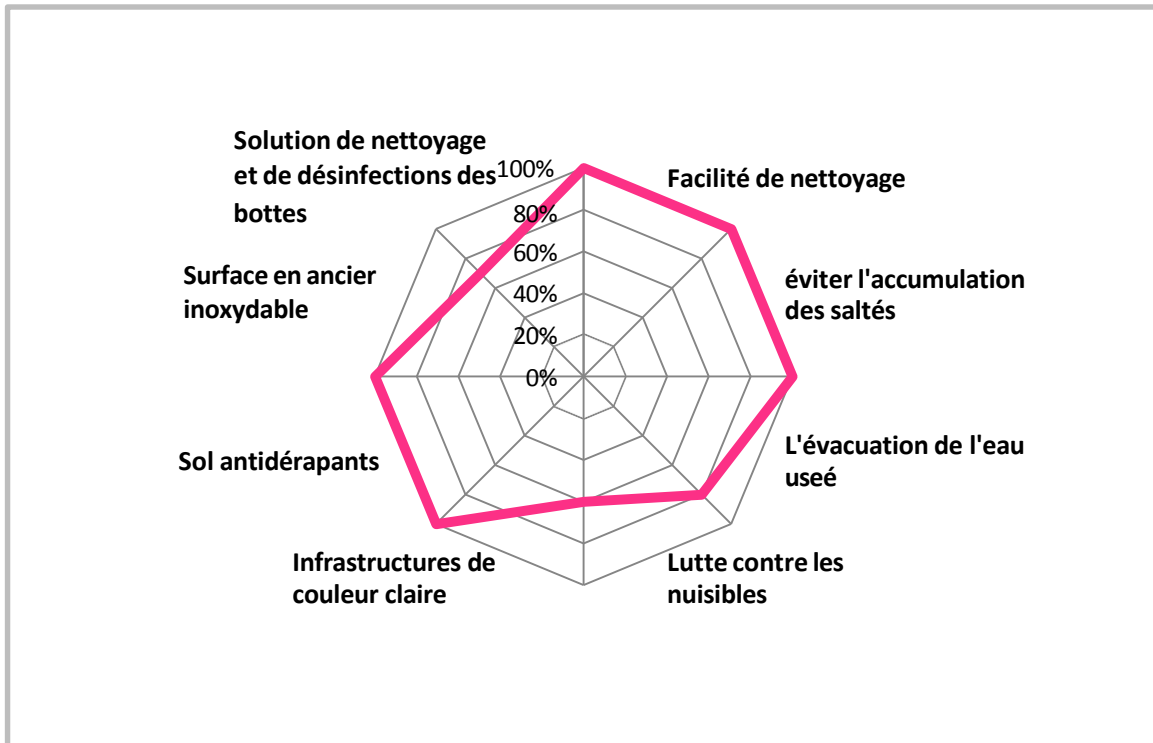 Solution de nettoyage
et de désinfections des
bottes
100%
80%
60%
40%
20%
0%
Facilité de nettoyage
éviter l'accumulation
des saltés
L'évacuation de l'eau
useé
Lutte contre les
nuisibles
Infrastructures de
couleur claire
Sol antidérapants
Surface en ancier
inoxydable